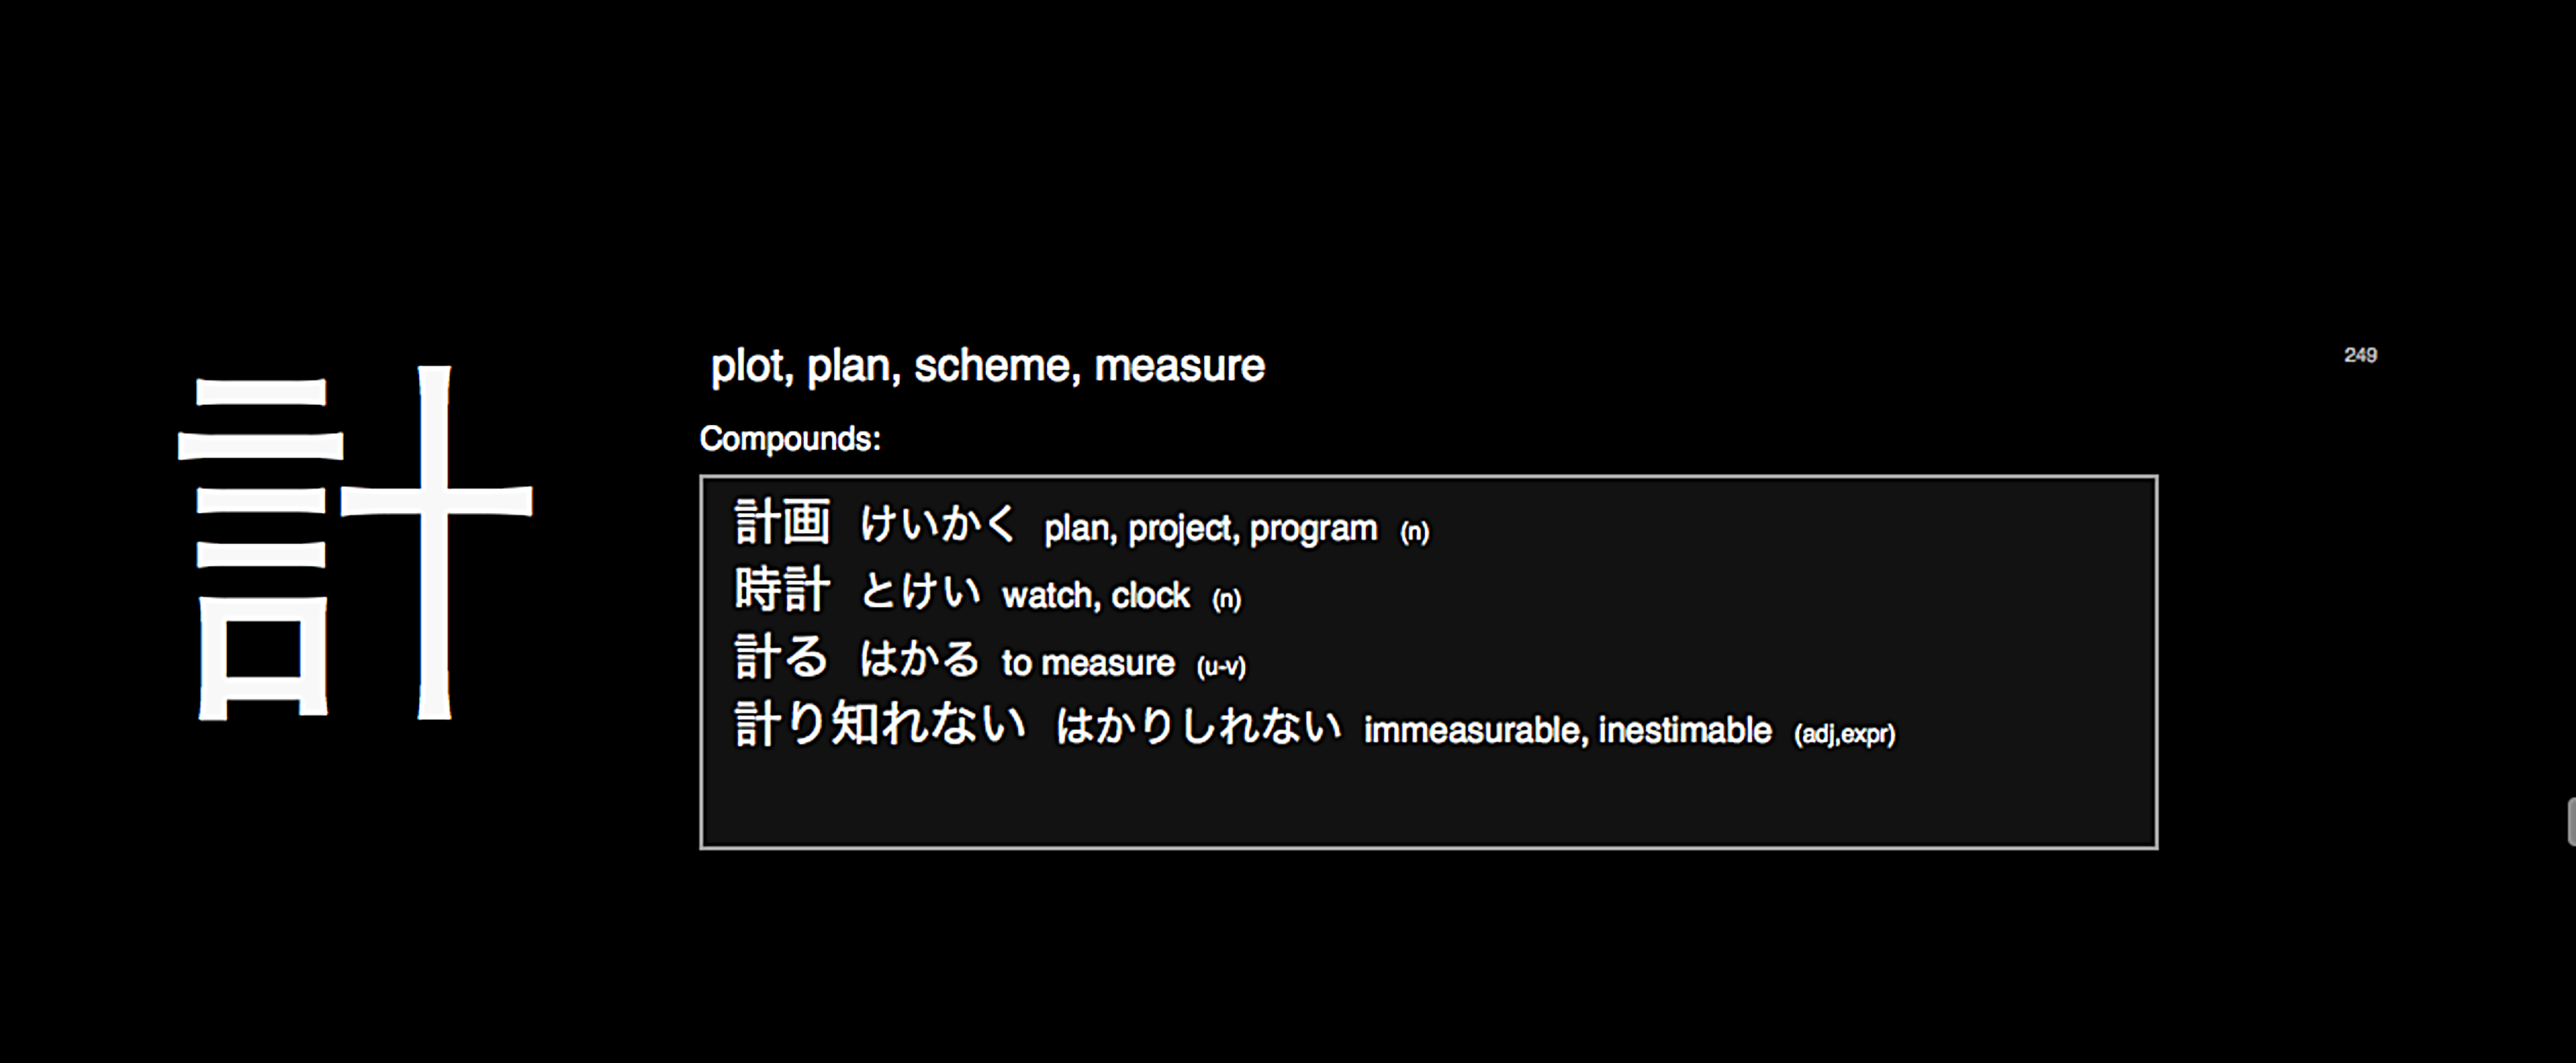 計
plot, plan, scheme, measure
249
Compounds:
計画 けいかく plan, project, program (n)
時計 とけい watch, clock (n)
計る はかる to measure (u-v)
計り知れない はかりしれない immeasurable, inestimable (adj,expr)